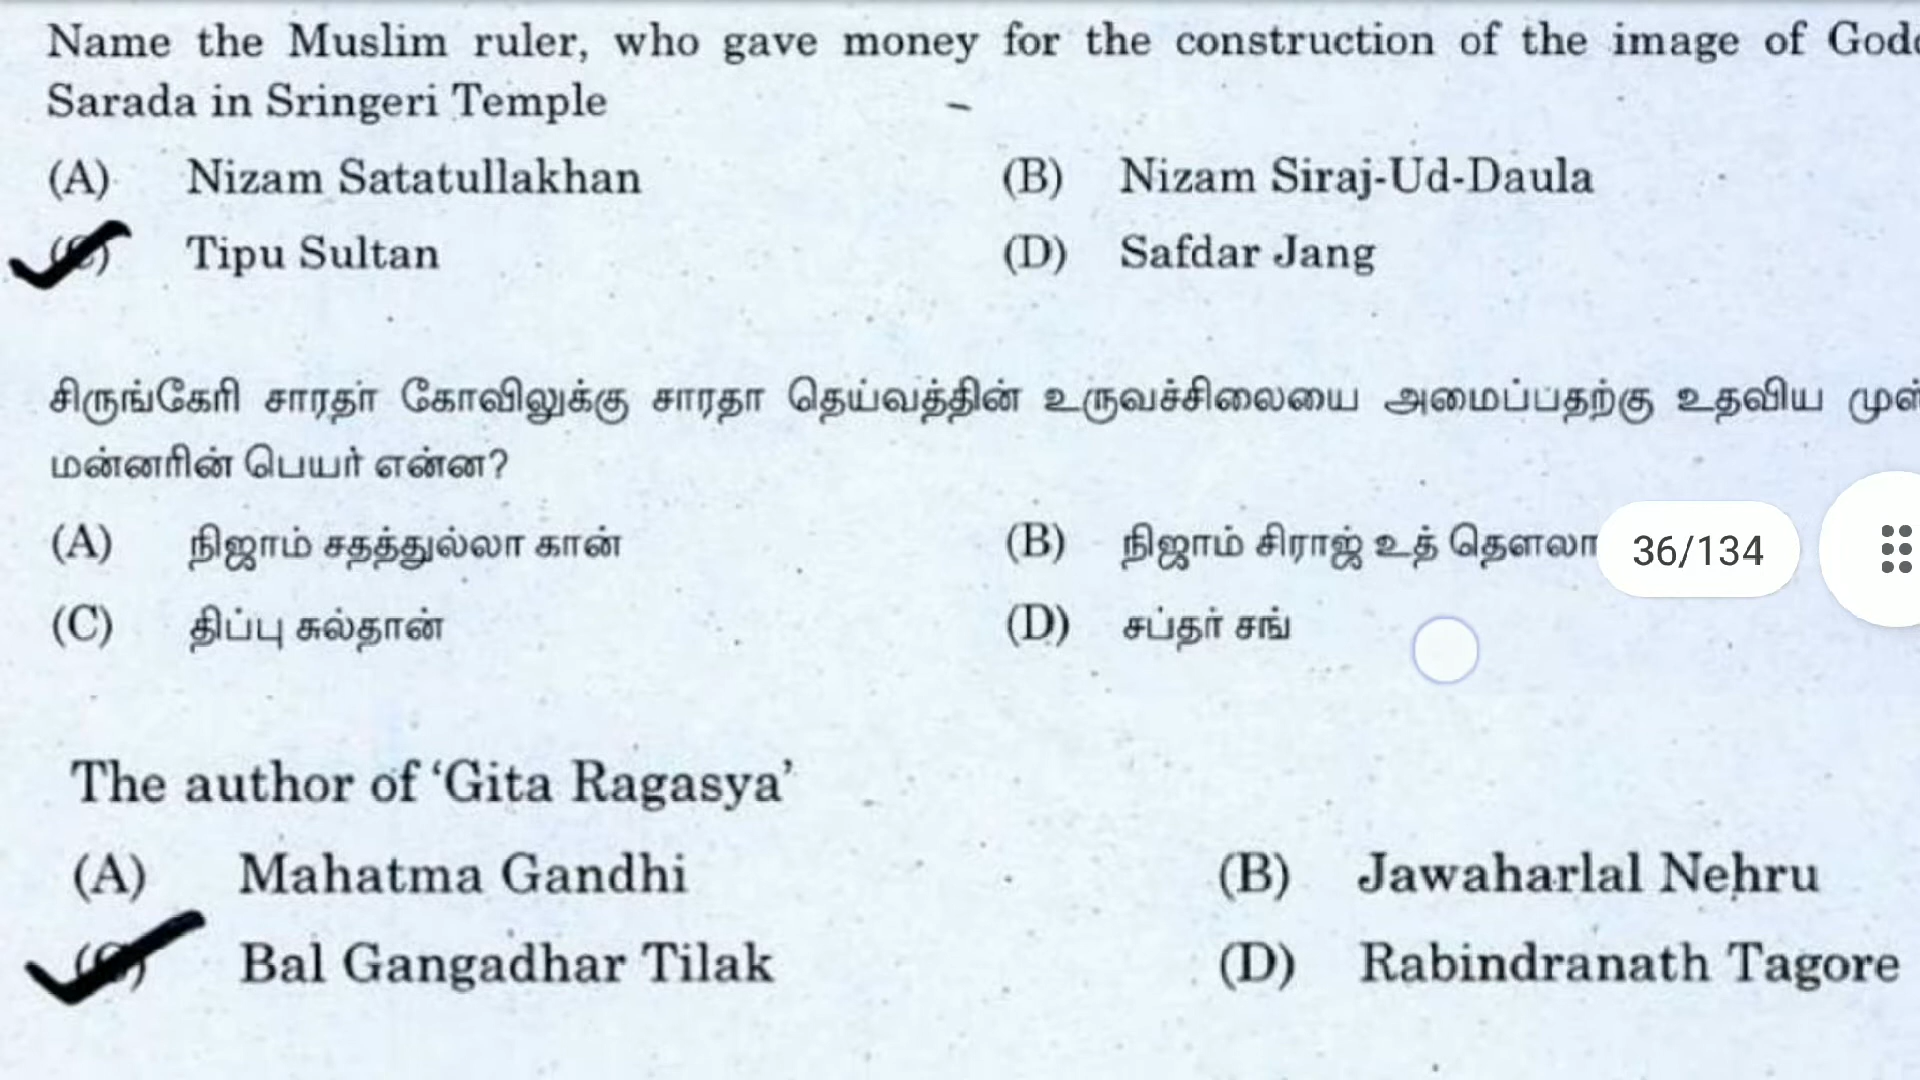 Name the Muslim ruler, who gave money for the construction of the image of
Sarada in Sringeri Temple
(A) Nizam Satatullakhan (B) Nizam Siraj-Ud-Daula
(C) Tipu Sultan (D) Safdar Jang
சிருங்கேரி சாரதா் கோவிலுக்கு சாரதா தெய்வத்தின் உருவச்சிலையை அமைப்பதற்கு உதவிய
மன்னரின் பெயர் என்ன?
(A) நிஜாம் சதத்துல்லா கான் (B) நிஜாம் சிராஜ் உத் தௌலா
36/134
(C) திப்பு சுல்தான் (D) சப்தர் சங்
The author of ‘Gita Ragasya’
(A) Mahatma Gandhi (B) Jawaharlal Nehru
(C) Bal Gangadhar Tilak (D) Rabindranath Tagore